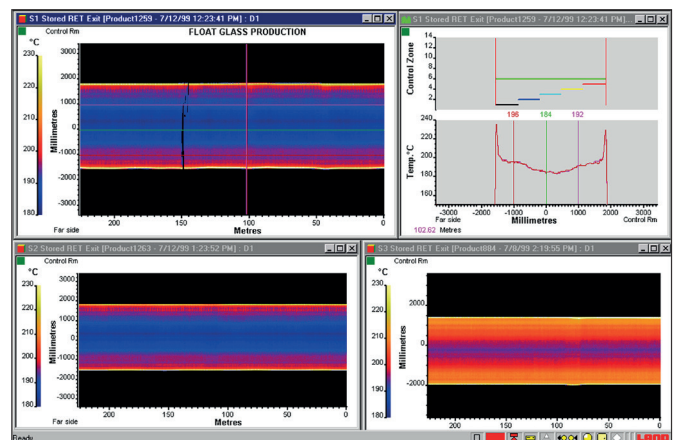 S1 Stored RET Exit [Product1259 - 7/12/99 12:23:41 PM] : D1
°C
Control Rm
FLOAT GLASS PRODUCTION
230
220
210
200
190
180
Millimetres
3000
2000
1000
0
-1000
-2000
-3000
200
150
100
50
0
Far side
Metres
S1 Stored RET Exit [Product1259 - 7/12/99 12:23:41 PM]
Control Zone
14
12
10
8
6
4
2
196
184
192
Temp.°C
240
220
200
180
160
-3000
-2000
-1000
0
1000
2000
3000
Far side
Millimetres
Control Rm
102.62 Metres
S2 Stored RET Exit [Product1263 - 7/12/99 1:23:52 PM] : D1
°C
Control Rm
230
220
210
200
190
180
Millimetres
3000
2000
1000
0
-1000
-2000
-3000
150
100
50
0
Far side
Metres
S3 Stored RET Exit [Product884 - 7/8/99 2:19:55 PM] : D1
°C
Control Rm
230
220
210
200
190
180
Millimetres
2000
0
-2000
200
150
100
50
0
Far side
Metres
Ready
LAND